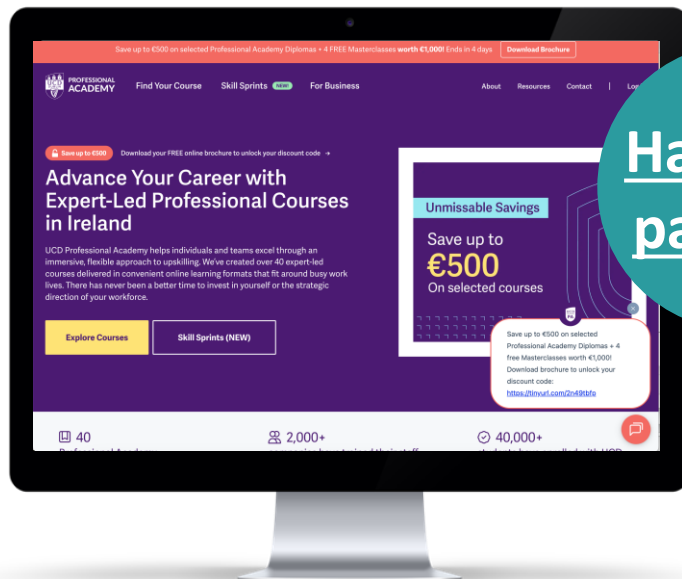 Save up to €500 on selected Professional Academy Diplomas + 4 FREE Masterclasses worth €1,000! Ends in 4 days
Download Brochure
PROFESSIONAL
ACADEMY
Find Your Course
Skill Sprints NEW!
For Business
About
Resources
Contact
Save up to €500
Download your FREE online brochure to unlock your discount code →
Advance Your Career with
Expert-Led Professional Courses
in Ireland
UCD Professional Academy helps individuals and teams excel through an
immersive, flexible approach to upskilling. We've created over 40 expert-led
courses delivered in convenient online learning formats that fit around busy work
lives. There has never been a better time to invest in yourself or the strategic
direction of your workforce.
Explore Courses
Skill Sprints (NEW)
Unmissable Savings
Save up to
€500
On selected courses
Save up to €500 on selected
Professional Academy Diplomas + 4
free Masterclasses worth €1,000!
Download brochure to unlock your
discount code:
https://tinyurl.com/2n49tbfa
40
2,000+
40,000+
Ha
pa